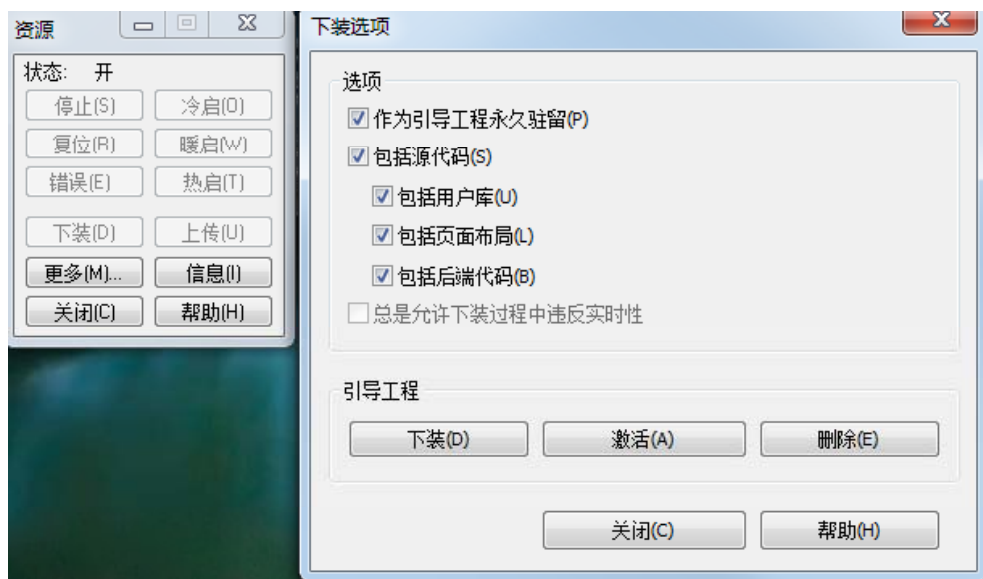 资源
状态: 开
停止(S) 冷启(O)
复位(R) 暖启(W)
错误(E) 热启(T)
下装(D) 上传(U)
更多(M)... 信息(I)
关闭(C) 帮助(H)
下装选项
选项
作为引导工程永久驻留(P)
包括源代码(S)
包括用户库(U)
包括页面布局(L)
包括后端代码(B)
总是允许下装过程中违反实时性
引导工程
下装(D) 激活(A) 删除(E)
关闭(C) 帮助(H)